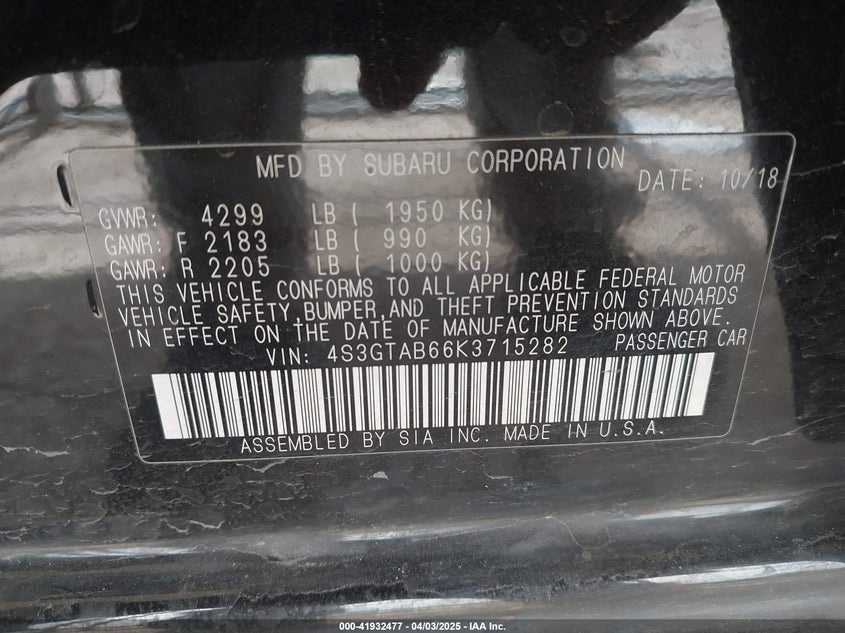 MFD BY SUBARU CORPORATION
DATE: 10/18
GVWR: 4299 LB ( 1950 KG)
GAWR: F 2183 LB ( 990 KG)
GAWR: R 2205 LB ( 1000 KG)
THIS VEHICLE CONFORMS TO ALL APPLICABLE FEDERAL MOTOR
VEHICLE SAFETY, BUMPER, AND THEFT PREVENTION STANDARDS
IN EFFECT ON THE DATE OF MANUFACTURE SHOWN ABOVE.
VIN: 4S3GTAB66K3715282 PASSENGER CAR
ASSEMBLED BY SIA INC. MADE IN U.S.A.
000-41932477 - 04/03/2025 - IAA Inc.